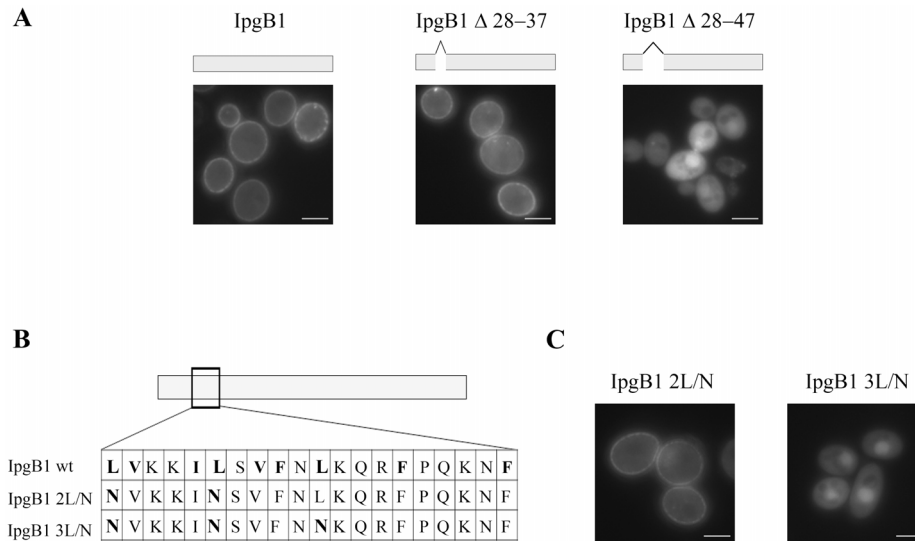 A
IpgB1
IpgB1 Δ 28–37
IpgB1 Δ 28–47
B
C
IpgB1 2L/N
IpgB1 3L/N
IpgB1 wt L V K K I L S V F N L K Q R F P Q K N F
IpgB1 2L/N N V K K I N S V F N L K Q R F P Q K N F
IpgB1 3L/N N V K K I N S V F N N K Q R F P Q K N F